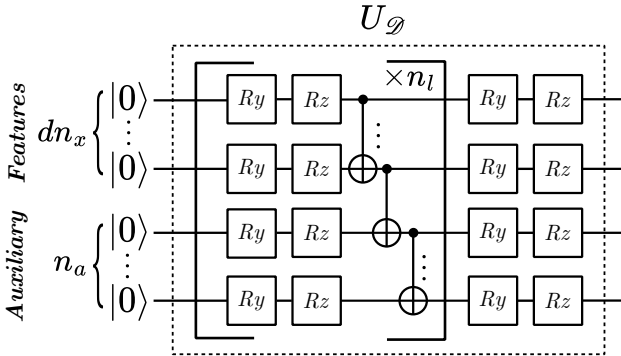 U_𝒟
×n_l
|0⟩ Ry Rz Ry Rz
Features dn_x ⋮
|0⟩ Ry Rz Ry Rz
|0⟩ Ry Rz Ry Rz
Auxiliary n_a ⋮
|0⟩ Ry Rz Ry Rz